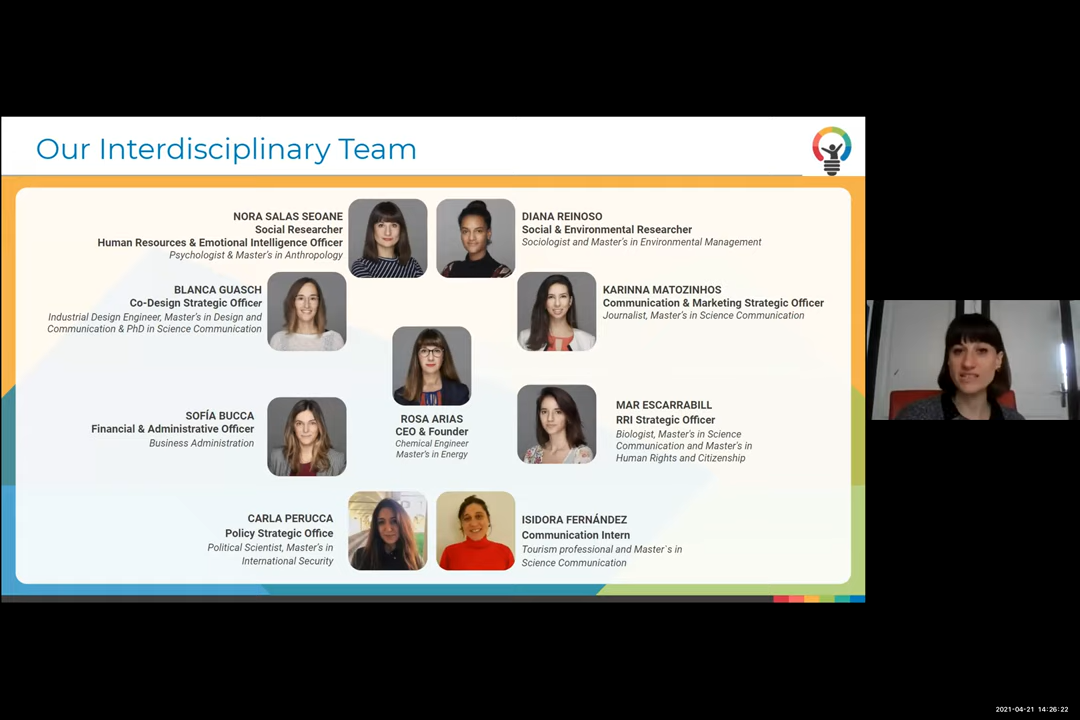 Our Interdisciplinary Team
NORA SALAS SEOANE
Social Researcher
Human Resources & Emotional Intelligence Officer
Psychologist & Master's in Anthropology
DIANA REINOSO
Social & Environmental Researcher
Sociologist and Master's in Environmental Management
BLANCA GUASCH
Co-Design Strategic Officer
Industrial Design Engineer, Master's in Design and
Communication & PhD in Science Communication
KARINNA MATOZINHOS
Communication & Marketing Strategic Officer
Journalist, Master's in Science Communication
SOFÍA BUCCA
Financial & Administrative Officer
Business Administration
ROSA ARIAS
CEO & Founder
Chemical Engineer
Master's in Energy
MAR ESCARRABILL
RRI Strategic Officer
Biologist, Master's in Science
Communication and Master's in
Human Rights and Citizenship
CARLA PERUCCA
Policy Strategic Office
Political Scientist, Master's in
International Security
ISIDORA FERNÁNDEZ
Communication Intern
Tourism professional and Master`s in
Science Communication
2021-04-21 14:26:22